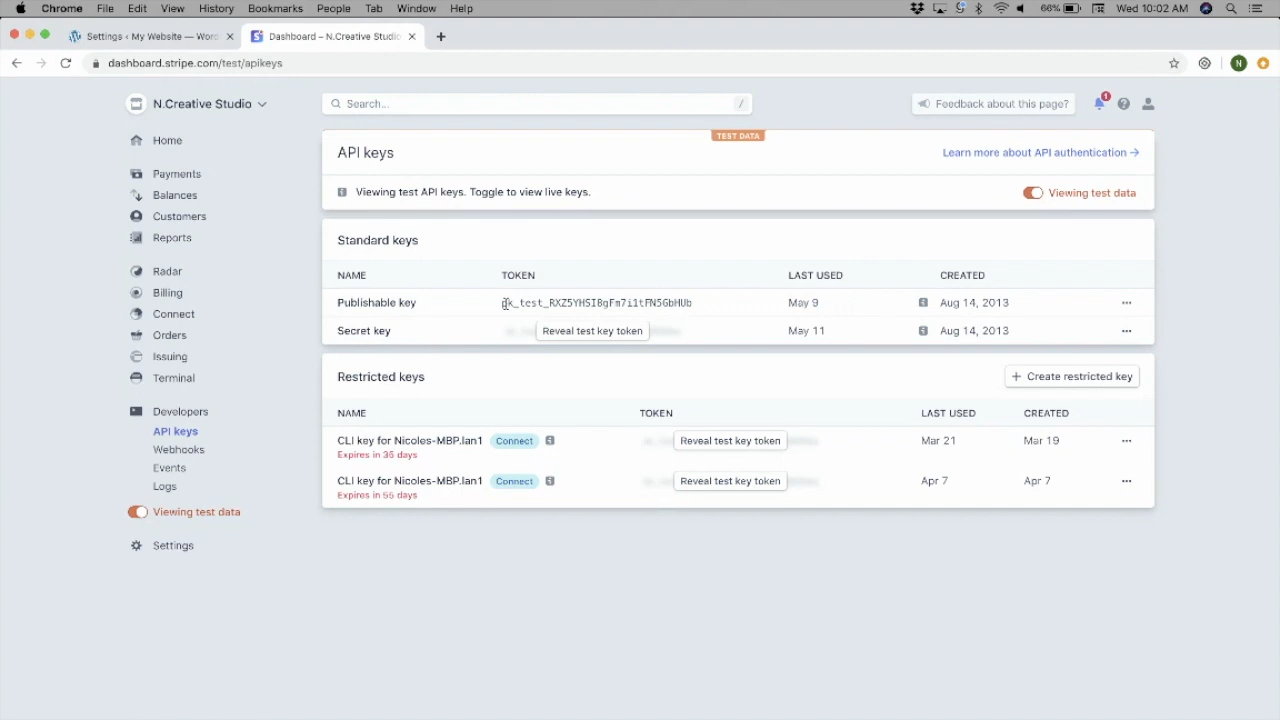 Chrome File Edit View History Bookmarks People Tab Window Help 66% Wed 10:02 AM
Settings ‹ My Website — Word Dashboard – N.Creative Studio
dashboard.stripe.com/test/apikeys N
N.Creative Studio Search... / Feedback about this page? 1
Home
Payments
Balances
Customers
Reports
Radar
Billing
Connect
Orders
Issuing
Terminal
Developers
API keys
Webhooks
Events
Logs
Viewing test data
Settings
TEST DATA
API keys Learn more about API authentication →
Viewing test API keys. Toggle to view live keys. Viewing test data
Standard keys
NAME TOKEN LAST USED CREATED
Publishable key pk_test_RXZ5YHSI8gFm7i1tFN5GbHUb May 9 Aug 14, 2013 ...
Secret key Reveal test key token May 11 Aug 14, 2013 ...
Restricted keys + Create restricted key
NAME TOKEN LAST USED CREATED
CLI key for Nicoles-MBP.lan1 Connect Reveal test key token Mar 21 Mar 19 ...
Expires in 36 days
CLI key for Nicoles-MBP.lan1 Connect Reveal test key token Apr 7 Apr 7 ...
Expires in 55 days